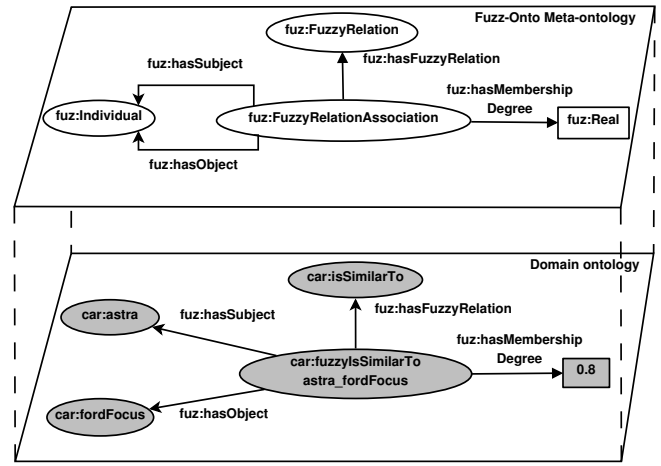 Fuzz-Onto Meta-ontology
fuz:FuzzyRelation
fuz:hasFuzzyRelation
fuz:hasSubject
fuz:hasMembership
Degree
fuz:Individual
fuz:FuzzyRelationAssociation
fuz:Real
fuz:hasObject
Domain ontology
car:isSimilarTo
fuz:hasFuzzyRelation
car:astra
fuz:hasSubject
fuz:hasMembership
Degree
car:fuzzyIsSimilarTo
astra_fordFocus
0.8
car:fordFocus
fuz:hasObject